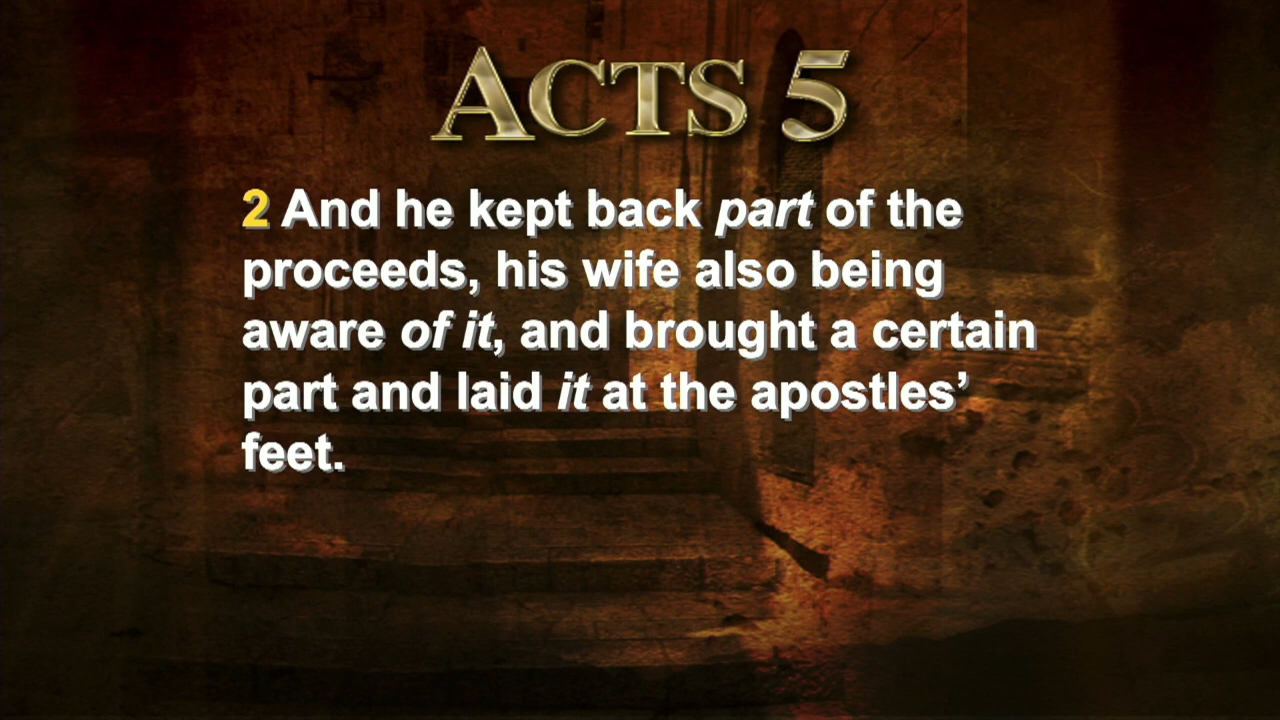 ACTS 5
2 And he kept back part of the
proceeds, his wife also being
aware of it, and brought a certain
part and laid it at the apostles’
feet.